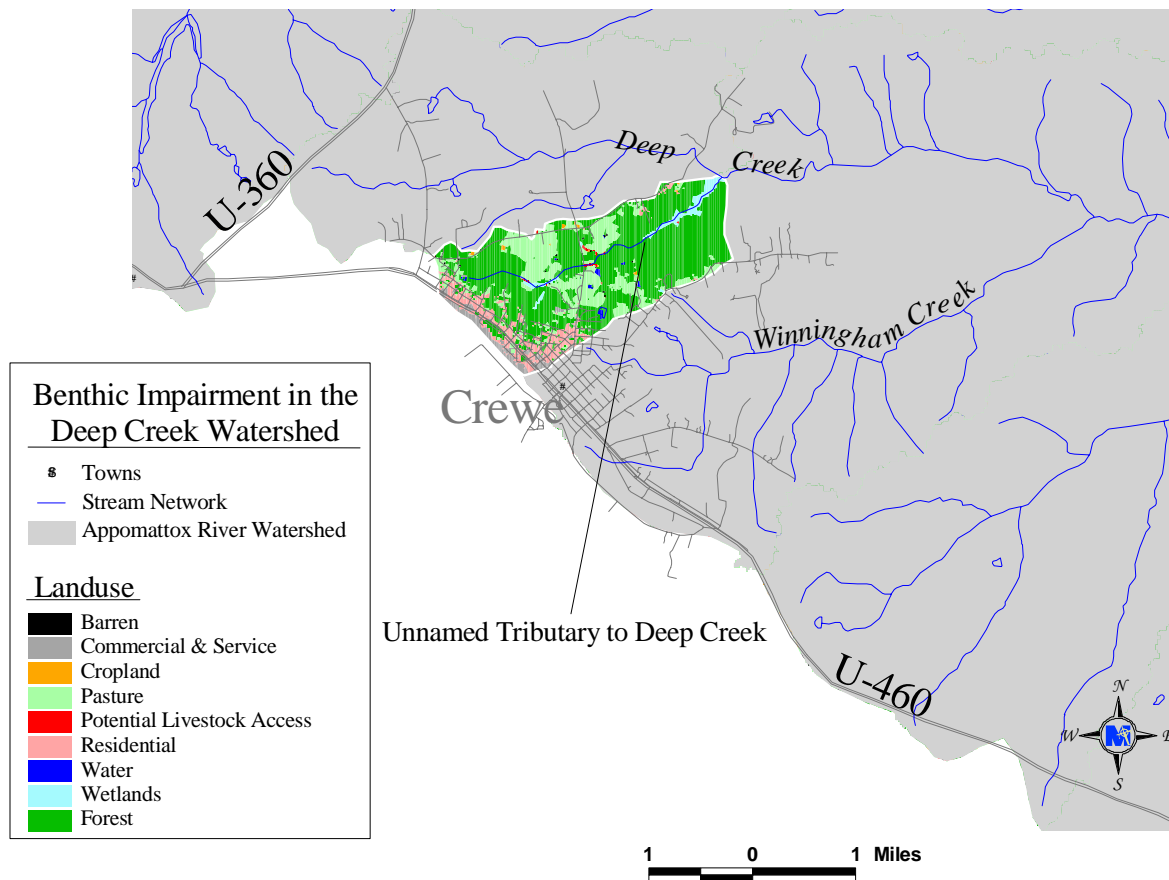 Deep Creek
U-360
Winningham Creek
Crewe
Benthic Impairment in the
Deep Creek Watershed
Towns
Stream Network
Appomattox River Watershed
Landuse
Barren
Commercial & Service
Cropland
Pasture
Potential Livestock Access
Residential
Water
Wetlands
Forest
Unnamed Tributary to Deep Creek
U-460
N
W
E
S
M
1 0 1 Miles